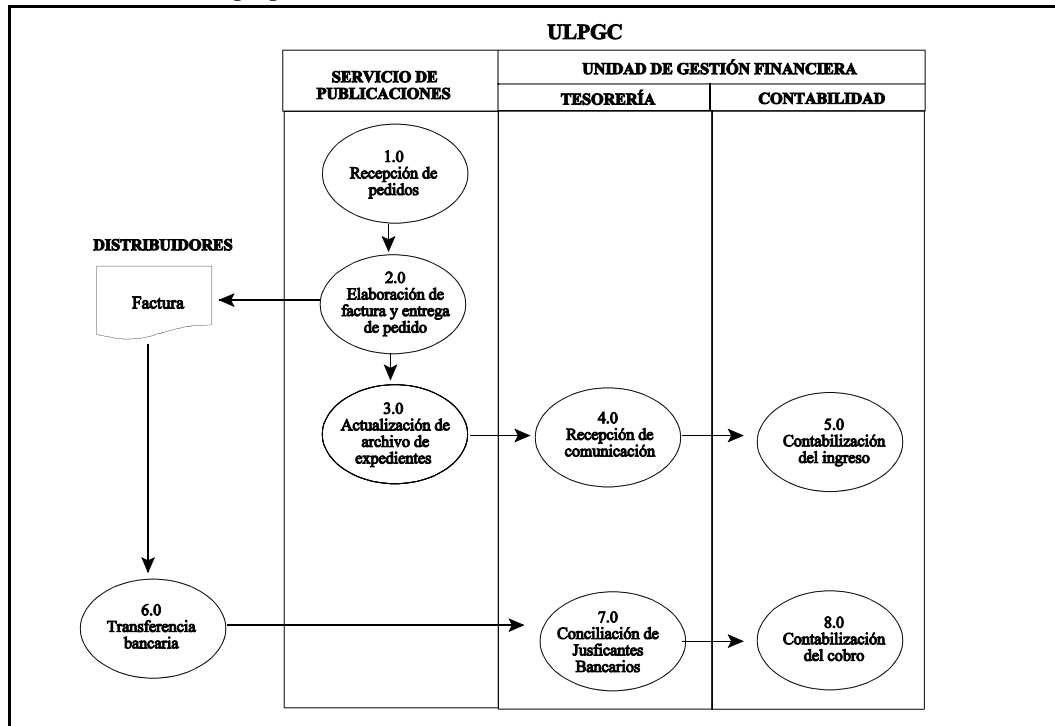 ULPGC
SERVICIO DE
PUBLICACIONES
UNIDAD DE GESTIÓN FINANCIERA
TESORERÍA
CONTABILIDAD
1.0
Recepción de
pedidos
DISTRIBUIDORES
Factura
2.0
Elaboración de
factura y entrega
de pedido
3.0
Actualización de
archivo de
expedientes
4.0
Recepción de
comunicación
5.0
Contabilización
del ingreso
6.0
Transferencia
bancaria
7.0
Conciliación de
Jusficantes
Bancarios
8.0
Contabilización
del cobro